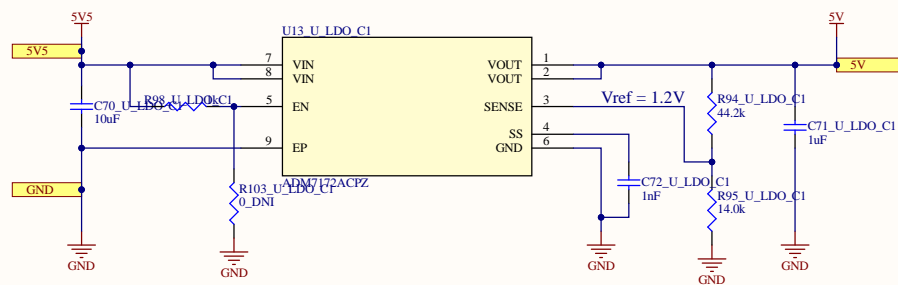 5V5
5V
U13_U_LDO_C1
5V5
5V
7
VIN
VOUT
1
8
VIN
VOUT
2
R98_U_LDO_C1
1k
5
EN
SENSE
3
Vref = 1.2V
R94_U_LDO_C1
44.2k
C70_U_LDO_C1
10uF
SS
4
C71_U_LDO_C1
1uF
9
EP
GND
6
ADM7172ACPZ
GND
R103_U_LDO_C1
0_DNI
C72_U_LDO_C1
1nF
R95_U_LDO_C1
14.0k
GND
GND
GND
GND
GND